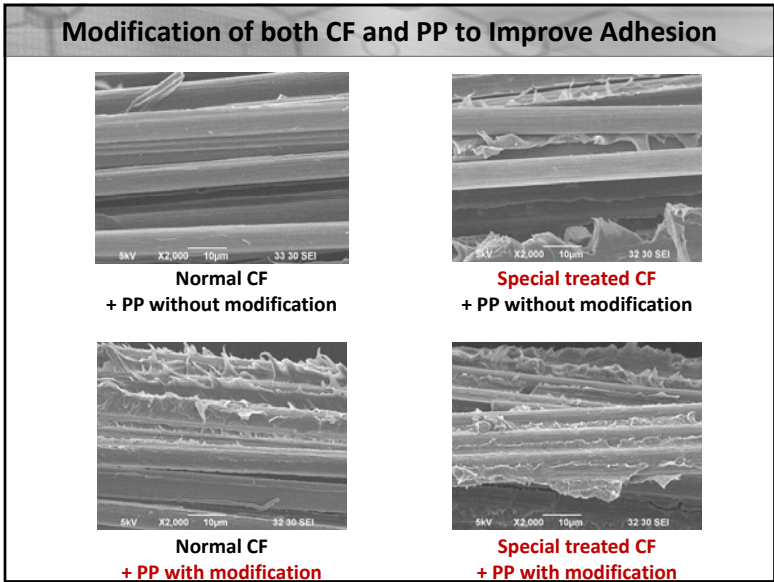 Modification of both CF and PP to Improve Adhesion
5kV X2,000 10μm 33 30 SEI
5kV X2,000 10μm 32 30 SEI
Normal CF
+ PP without modification
Special treated CF
+ PP without modification
5kV X2,000 10μm 32 30 SEI
5kV X2,000 10μm 32 30 SEI
Normal CF
+ PP with modification
Special treated CF
+ PP with modification